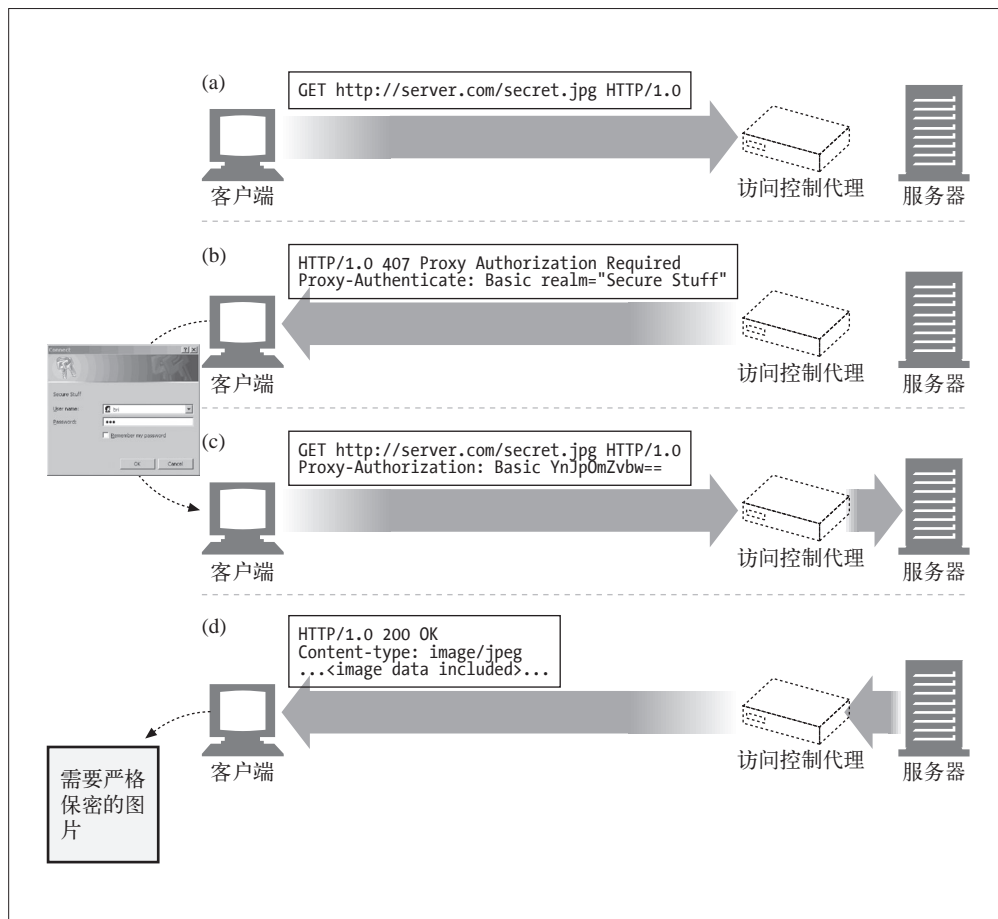 (a)
GET http://server.com/secret.jpg HTTP/1.0
客户端
访问控制代理
服务器
(b)
HTTP/1.0 407 Proxy Authorization Required
Proxy-Authenticate: Basic realm="Secure Stuff"
客户端
访问控制代理
服务器
Connect
Secure Stuff
User name:
bri
Password:
•••
Remember my password
OK
Cancel
(c)
GET http://server.com/secret.jpg HTTP/1.0
Proxy-Authorization: Basic YnJpOmZvbw==
客户端
访问控制代理
服务器
(d)
HTTP/1.0 200 OK
Content-type: image/jpeg
...<image data included>...
客户端
访问控制代理
服务器
需要严格
保密的图
片